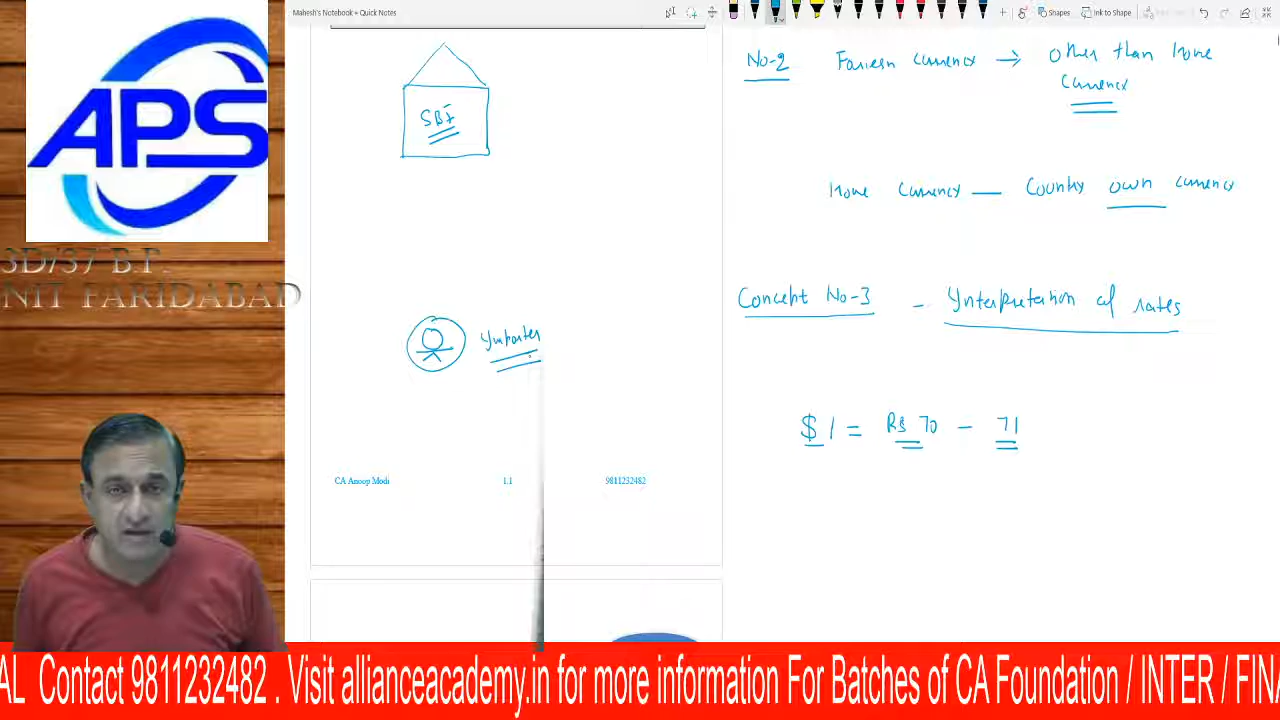 Mahesh's Notebook • Quick Notes
Shapes
Ink to Shape
APS
3D/37 B.P.
NIT FARIDABAD
SBI
Importer
CA Anoop Modi 1.1 9811232482
No-2 Foriegn currency → other than Home
currency
Home currency — Country own currency
Concept No-3 - Interpretation of rates
$ 1 = Rs 70 - 71
AL Contact 9811232482 . Visit allianceacademy.in for more information For Batches of CA Foundation / INTER / FINA